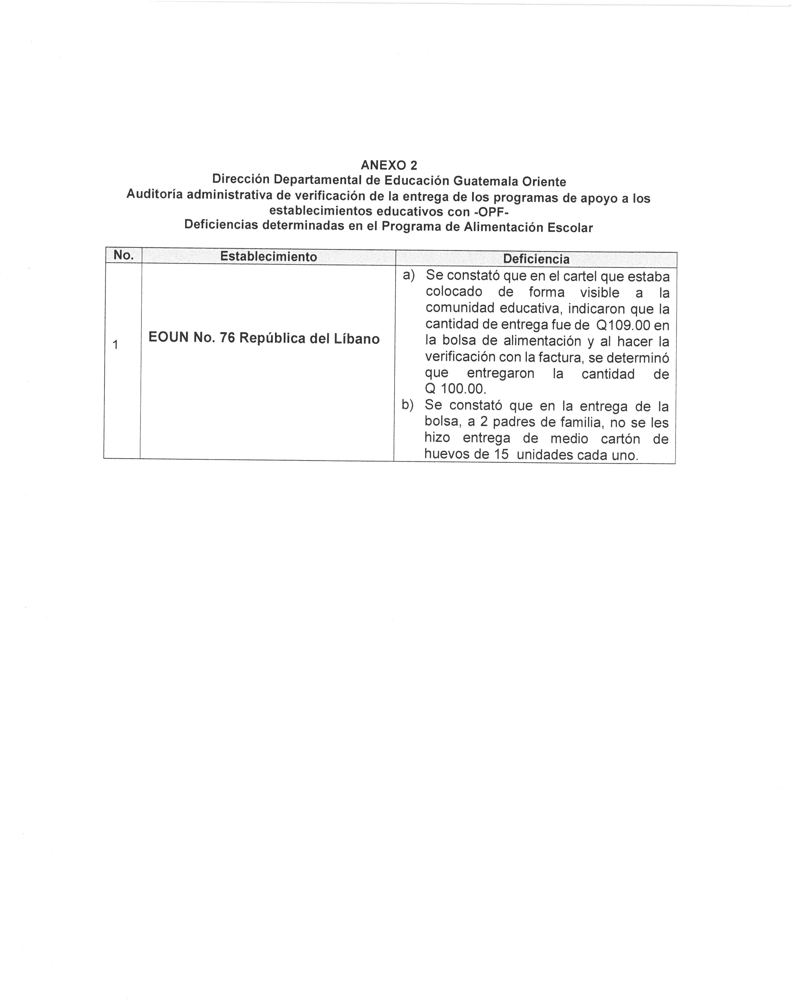 ANEXO 2
Dirección Departamental de Educación Guatemala Oriente
Auditoría administrativa de verificación de la entrega de los programas de apoyo a los
establecimientos educativos con -OPF-
Deficiencias determinadas en el Programa de Alimentación Escolar
No. Establecimiento Deficiencia
1 EOUN No. 76 República del Líbano
a) Se constató que en el cartel que estaba
colocado de forma visible a la
comunidad educativa, indicaron que la
cantidad de entrega fue de Q109.00 en
la bolsa de alimentación y al hacer la
verificación con la factura, se determinó
que entregaron la cantidad de
Q 100.00.
b) Se constató que en la entrega de la
bolsa, a 2 padres de familia, no se les
hizo entrega de medio cartón de
huevos de 15 unidades cada uno.